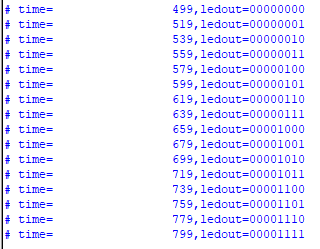 # time=                 499,ledout=00000000
# time=                 519,ledout=00000001
# time=                 539,ledout=00000010
# time=                 559,ledout=00000011
# time=                 579,ledout=00000100
# time=                 599,ledout=00000101
# time=                 619,ledout=00000110
# time=                 639,ledout=00000111
# time=                 659,ledout=00001000
# time=                 679,ledout=00001001
# time=                 699,ledout=00001010
# time=                 719,ledout=00001011
# time=                 739,ledout=00001100
# time=                 759,ledout=00001101
# time=                 779,ledout=00001110
# time=                 799,ledout=00001111